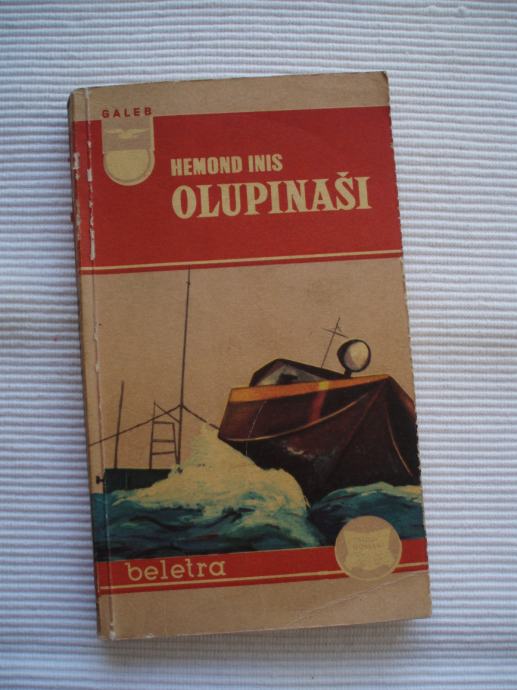 GALEB
HEMOND INIS
OLUPINAŠI
beletra